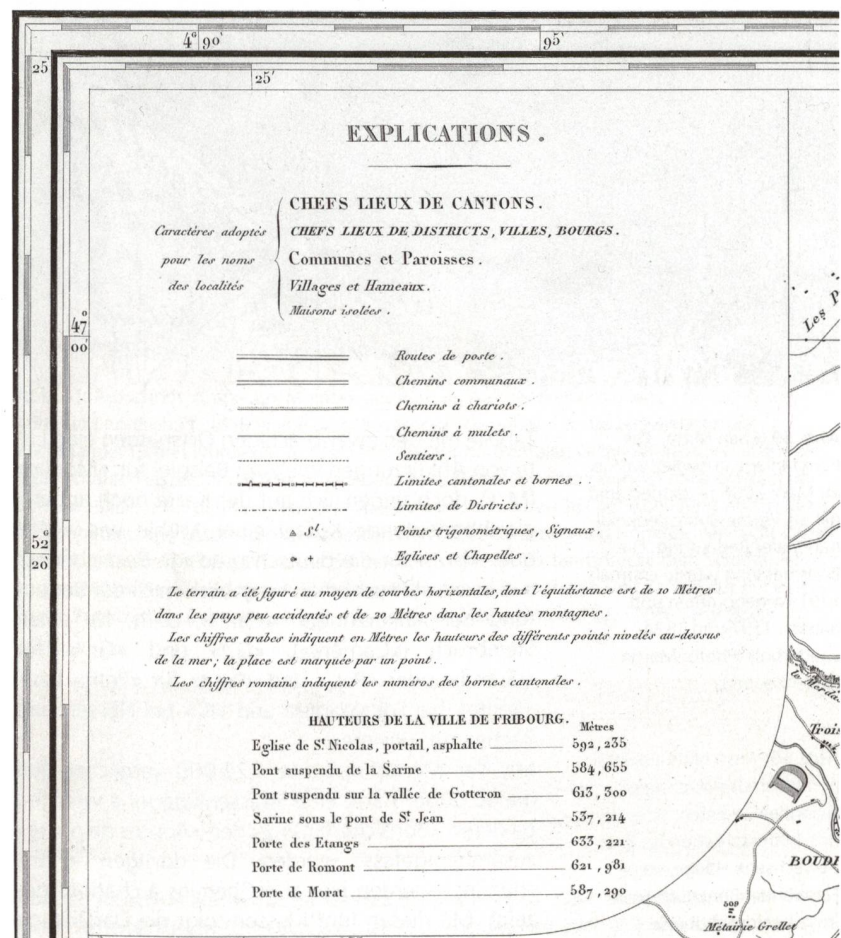 4° 90'
95'
25'
25'
EXPLICATIONS.
Caractères adoptés
pour les noms
des localités
CHEFS LIEUX DE CANTONS.
CHEFS LIEUX DE DISTRICTS, VILLES, BOURGS.
Communes et Paroisses.
Villages et Hameaux.
Maisons isolées.
47°
00'
Les P
Routes de poste.
Chemins communaux.
Chemins à chariots.
Chemins à mulets.
Sentiers.
Limites cantonales et bornes..
Limites de Districts.
S.l Points trigonométriques, Signaux.
+ Eglises et Chapelles.
52°
20'
Le terrain a été figuré au moyen de courbes horizontales, dont l'équidistance est de 10 Mètres
dans les pays peu accidentés et de 20 Mètres dans les hautes montagnes.
Les chiffres arabes indiquent en Mètres les hauteurs des différents points nivelés au-dessus
de la mer; la place est marquée par un point.
Les chiffres romains indiquent les numéros des bornes cantonales.
HAUTEURS DE LA VILLE DE FRIBOURG.
Mètres
Eglise de St Nicolas, portail, asphalte 592,235
Pont suspendu de la Sarine 584,655
Pont suspendu sur la vallée de Gotteron 613,300
Sarine sous le pont de St Jean 537,214
Porte des Etangs 633,221
Porte de Romont 621,981
Porte de Morat 587,290
Trois
D
BOUDI
Métairie Grollet